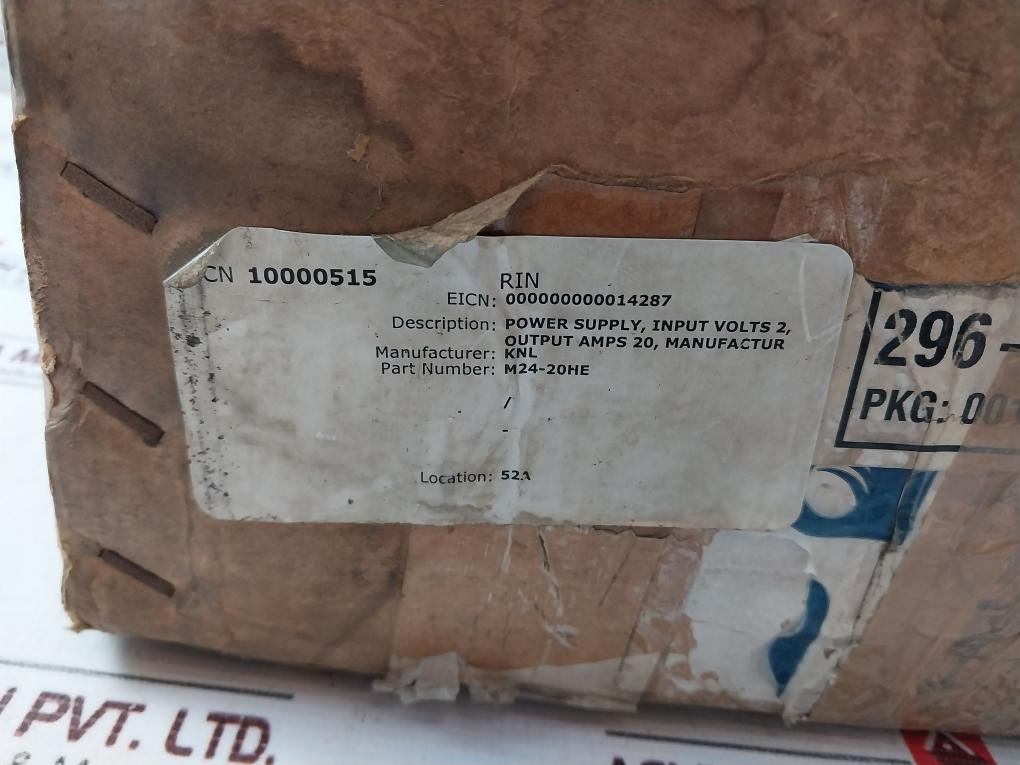 CN 10000515
RIN
EICN: 000000000014287
Description: POWER SUPPLY, INPUT VOLTS 2,
OUTPUT AMPS 20, MANUFACTUR
Manufacturer: KNL
Part Number: M24-20HE
/
-
Location: 52A
296-
PKG: 00
PVT. LTD.